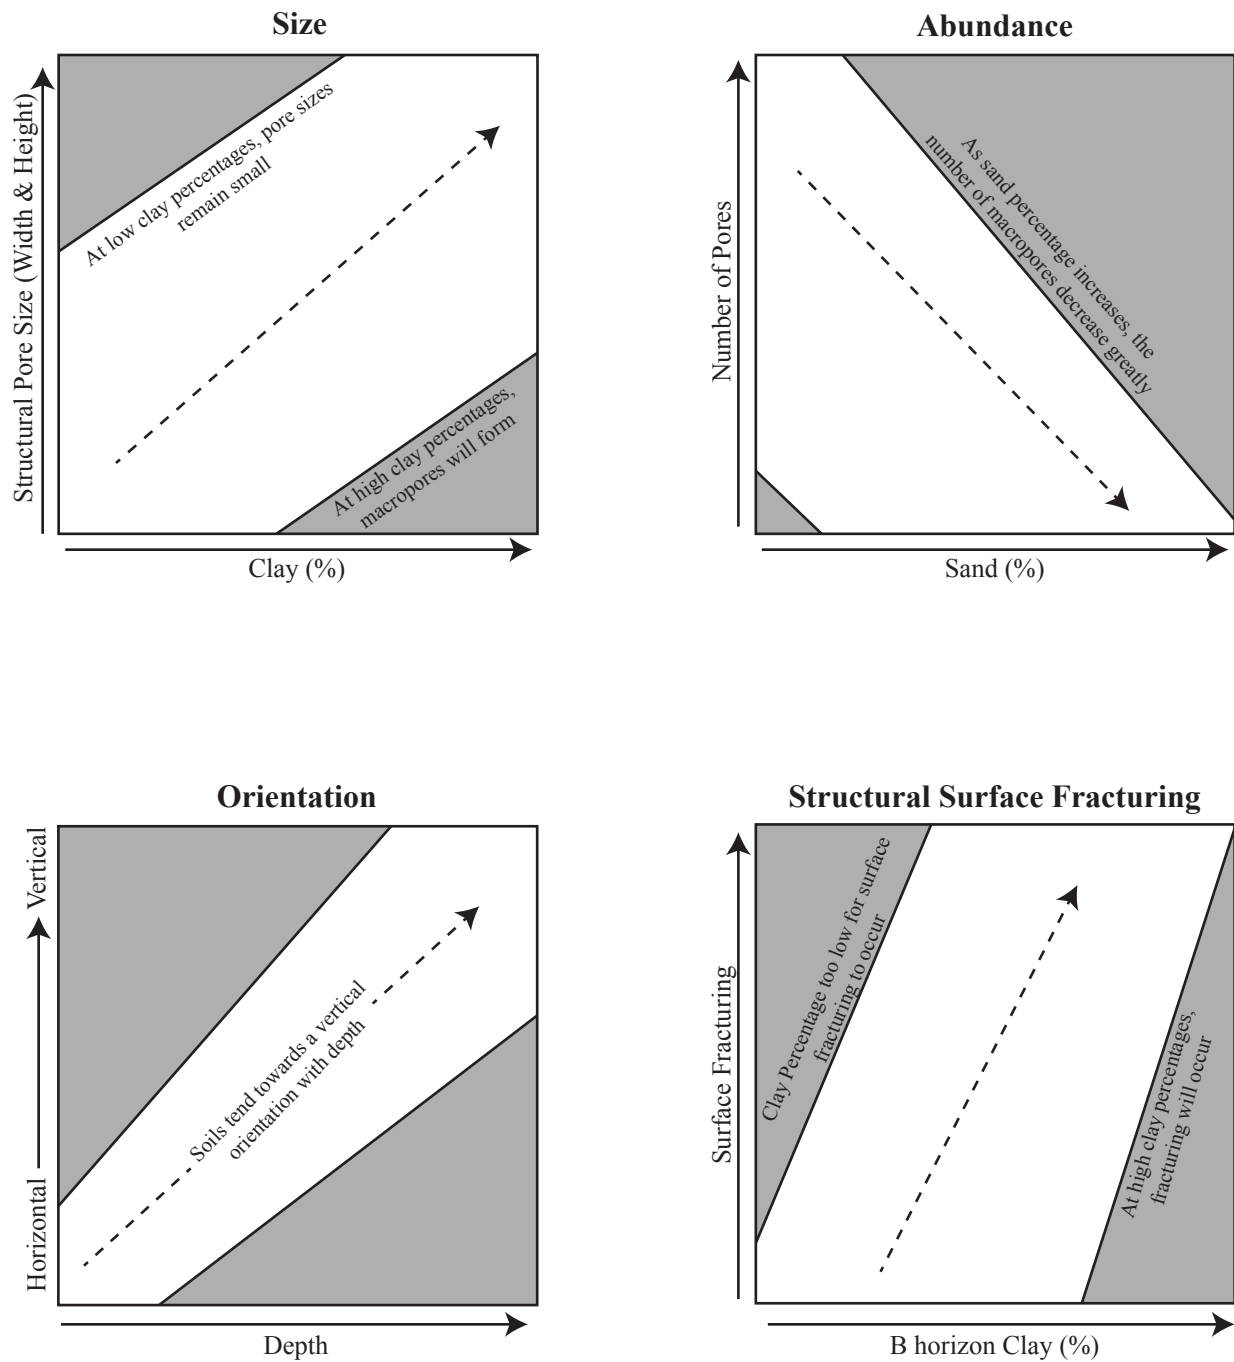 Size
Structural Pore Size (Width & Height)
At low clay percentages, pore sizes
remain small
At high clay percentages,
macropores will form
Clay (%)
Abundance
Number of Pores
As sand percentage increases, the
number of macropores decrease greatly
Sand (%)
Orientation
Vertical
Horizontal
Soils tend towards a vertical
orientation with depth
Depth
Structural Surface Fracturing
Surface Fracturing
Clay Percentage too low for surface
fracturing to occur
At high clay percentages,
fracturing will occur
B horizon Clay (%)